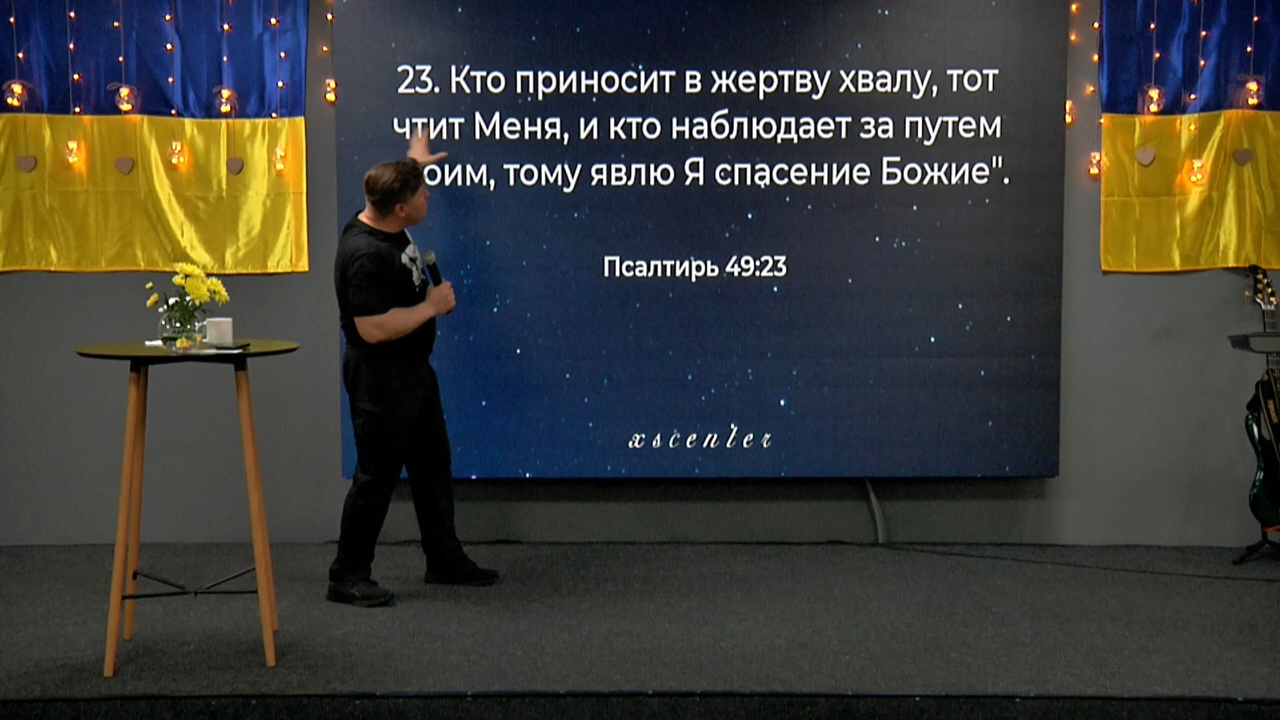 23. Кто приносит в жертву хвалу, тот
чтит Меня, и кто наблюдает за путем
тому явлю Я спасение Божие".
Псалтирь 49:23
xscenter